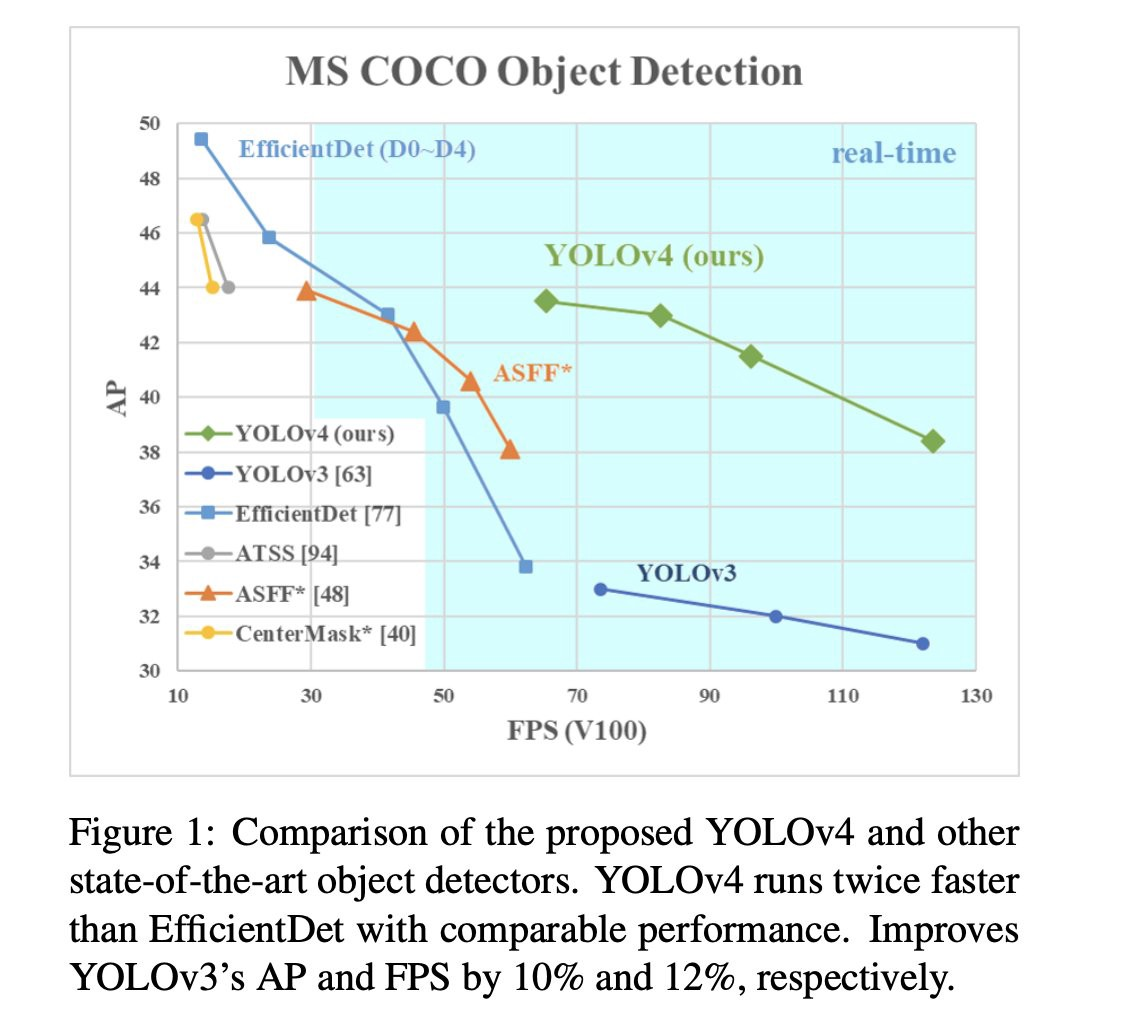 MS COCO Object Detection
50
48
46
44
42
40
38
36
34
32
30
AP
EfficientDet (D0~D4)
real-time
YOLOv4 (ours)
ASFF*
YOLOv3
YOLOv4 (ours)
YOLOv3 [63]
EfficientDet [77]
ATSS [94]
ASFF* [48]
CenterMask* [40]
10 30 50 70 90 110 130
FPS (V100)
Figure 1: Comparison of the proposed YOLOv4 and other
state-of-the-art object detectors. YOLOv4 runs twice faster
than EfficientDet with comparable performance. Improves
YOLOv3's AP and FPS by 10% and 12%, respectively.